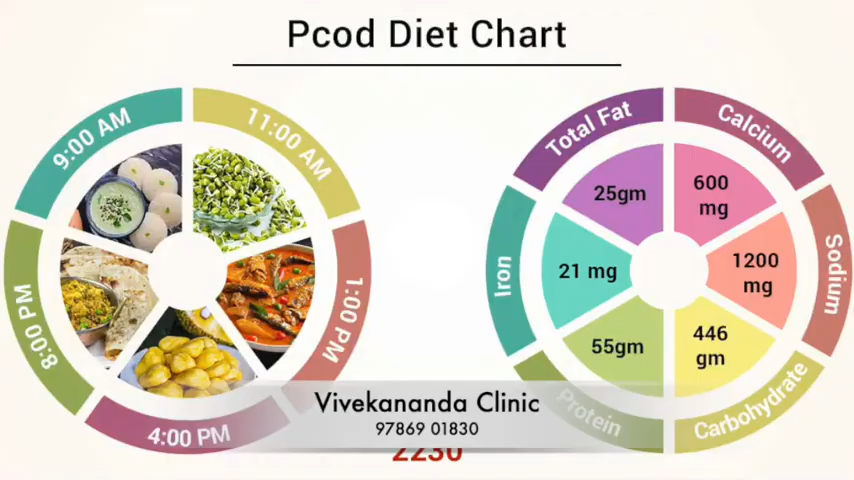 Pcod Diet Chart
9:00 AM
11:00 AM
1:00 PM
4:00 PM
8:00 PM
Total Fat
25gm
Calcium
600
mg
Sodium
1200
mg
Carbohydrate
446
gm
Protein
55gm
Iron
21 mg
Vivekananda Clinic
97869 01830
2230